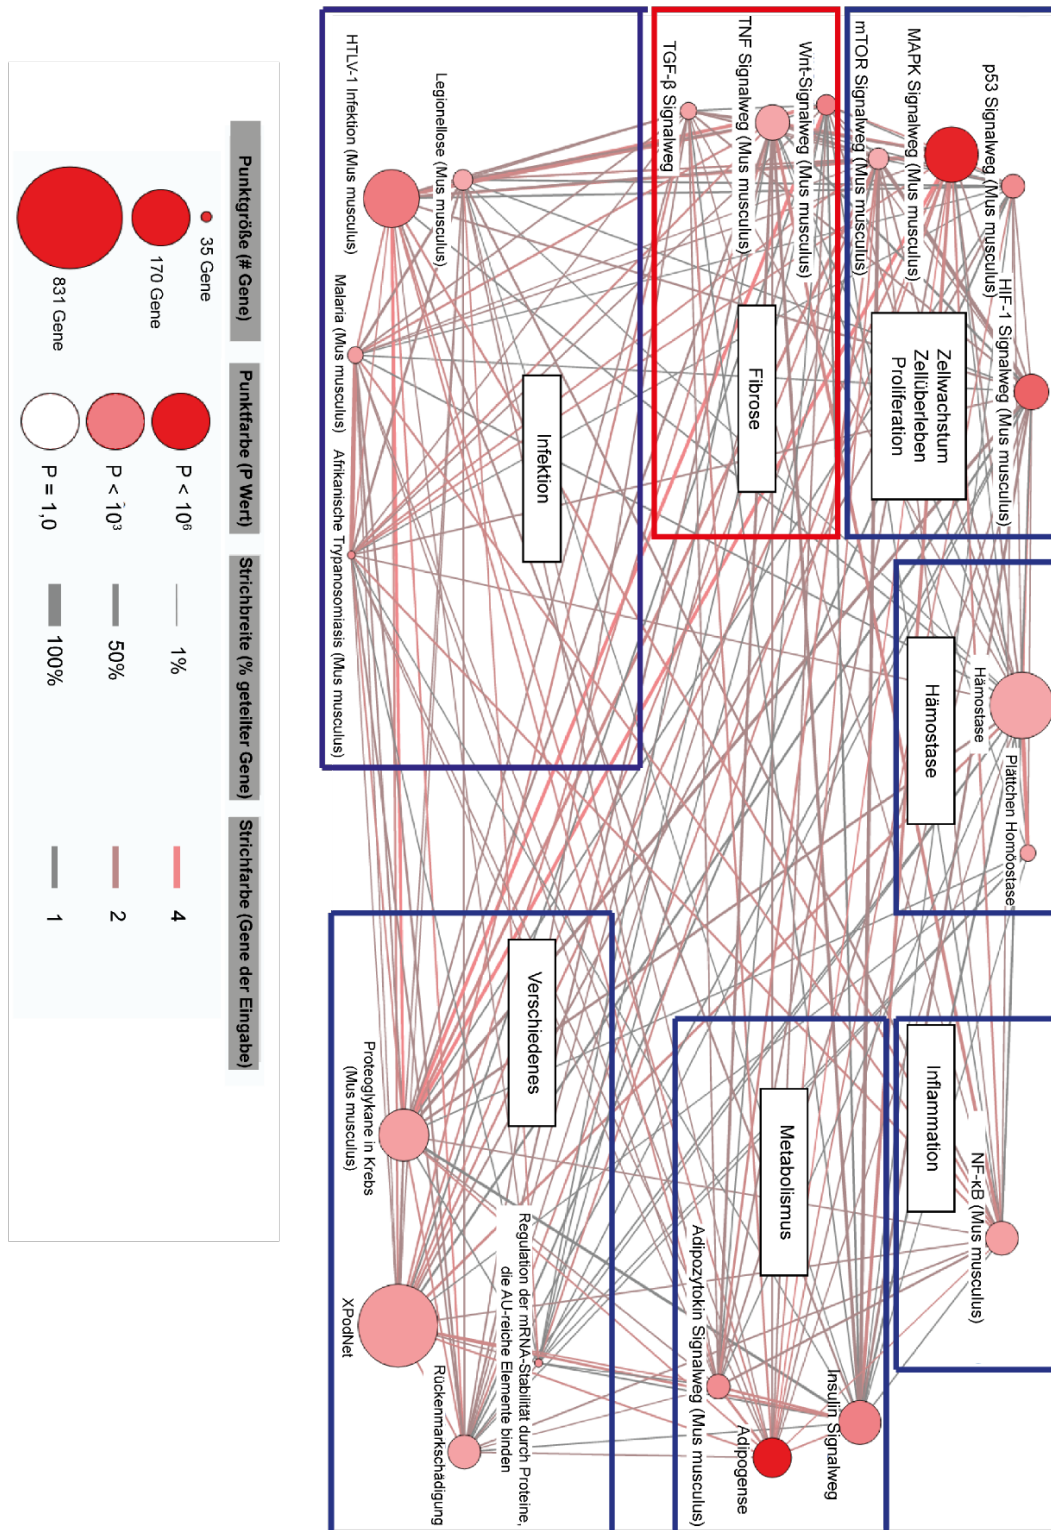 p53 Signalweg (Mus musculus)
MAPK Signalweg (Mus musculus)
mTOR Signalweg (Mus musculus)
HIF-1 Signalweg (Mus musculus)
Zellwachstum
Zellüberleben
Proliferation
Hämostase
Plättchen Homöostase
Hämostase
NF-κB (Mus musculus)
Inflammation
Wnt-Signalweg (Mus musculus)
TNF Signalweg (Mus musculus)
TGF-β Signalweg
Fibrose
Insulin Signalweg
Adipogense
Adipozytokin Signalweg (Mus musculus)
Metabolismus
Legionellose (Mus musculus)
HTLV-1 Infektion (Mus musculus)
Malaria (Mus musculus)
Afrikanische Trypanosomiasis (Mus musculus)
Infektion
Verschiedenes
Regulation der mRNA-Stabilität durch Proteine,
die AU-reiche Elemente binden
Proteoglykane in Krebs
(Mus musculus)
XPodNet
Rückenmarkschädigung
Punktgröße (# Gene)
35 Gene
170 Gene
831 Gene
Punktfarbe (P Wert)
P < 10⁶
P < 10³
P = 1,0
Strichbreite (% geteilter Gene)
1%
50%
100%
Strichfarbe (Gene der Eingabe)
4
2
1